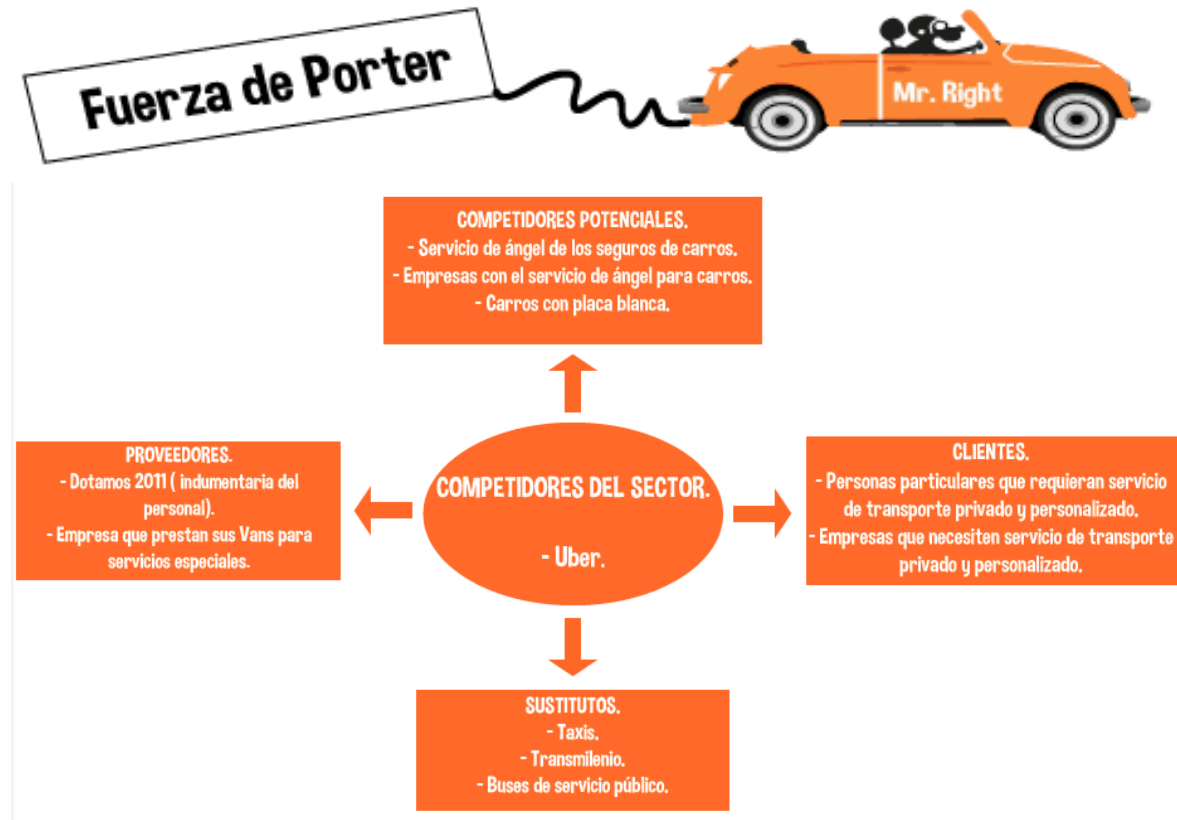 Fuerza de Porter
Mr. Right
COMPETIDORES POTENCIALES.
- Servicio de ángel de los seguros de carros.
- Empresas con el servicio de ángel para carros.
- Carros con placa blanca.
PROVEEDORES.
- Dotamos 2011 ( indumentaria del
personal).
- Empresa que prestan sus Vans para
servicios especiales.
COMPETIDORES DEL SECTOR.
- Uber.
CLIENTES.
- Personas particulares que requieran servicio
de transporte privado y personalizado.
- Empresas que necesiten servicio de transporte
privado y personalizado.
SUSTITUTOS.
- Taxis.
- Transmilenio.
- Buses de servicio público.